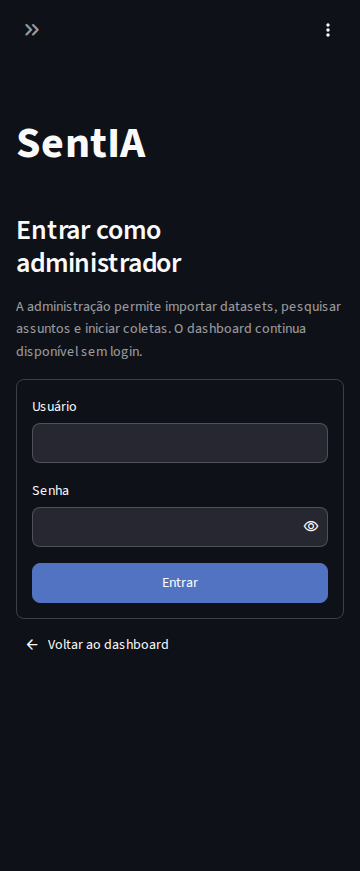 SentIA
Entrar como
administrador
A administração permite importar datasets, pesquisar
assuntos e iniciar coletas. O dashboard continua
disponível sem login.
Usuário
Senha
Entrar
Voltar ao dashboard